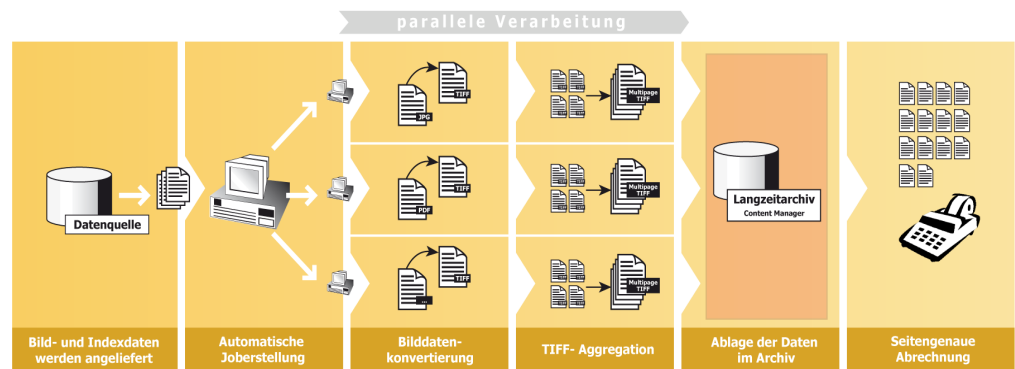 parallele Verarbeitung
Datenquelle
JPG
TIFF
PDF
TIFF
...
TIFF
Multipage
TIFF
Multipage
TIFF
Multipage
TIFF
Langzeitarchiv
Content Manager
Bild- und Indexdaten
werden angeliefert
Automatische
Joberstellung
Bilddaten-
konvertierung
TIFF- Aggregation
Ablage der Daten
im Archiv
Seitengenaue
Abrechnung